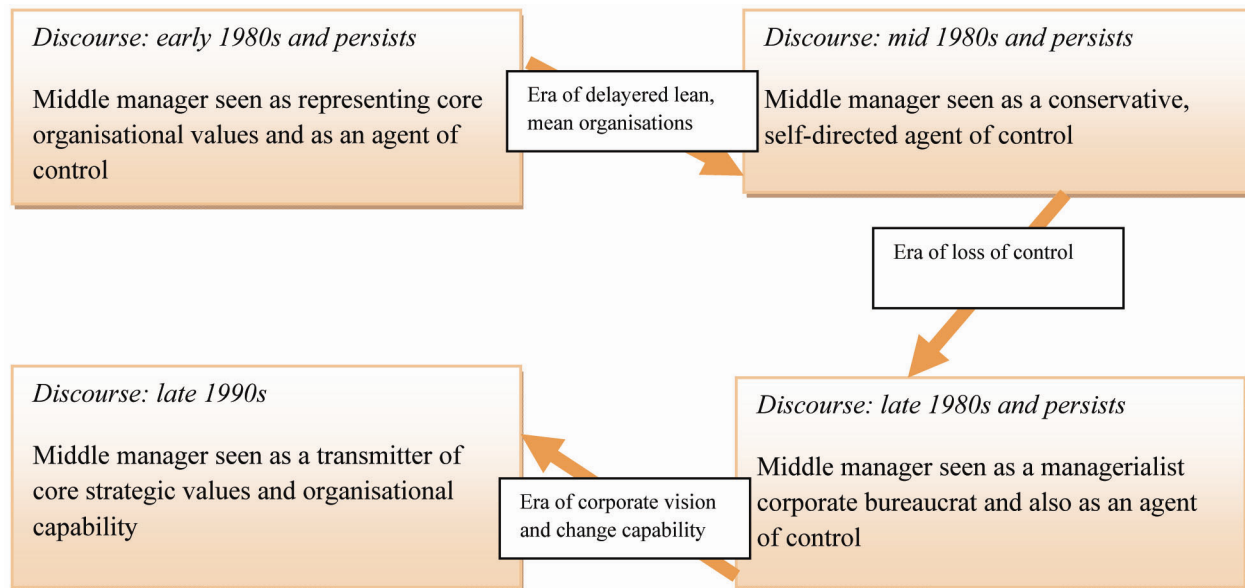 Discourse: early 1980s and persists
Middle manager seen as representing core
organisational values and as an agent of
control
Era of delayered lean,
mean organisations
Discourse: mid 1980s and persists
Middle manager seen as a conservative,
self-directed agent of control
Era of loss of control
Discourse: late 1980s and persists
Middle manager seen as a managerialist
corporate bureaucrat and also as an agent
of control
Era of corporate vision
and change capability
Discourse: late 1990s
Middle manager seen as a transmitter of
core strategic values and organisational
capability